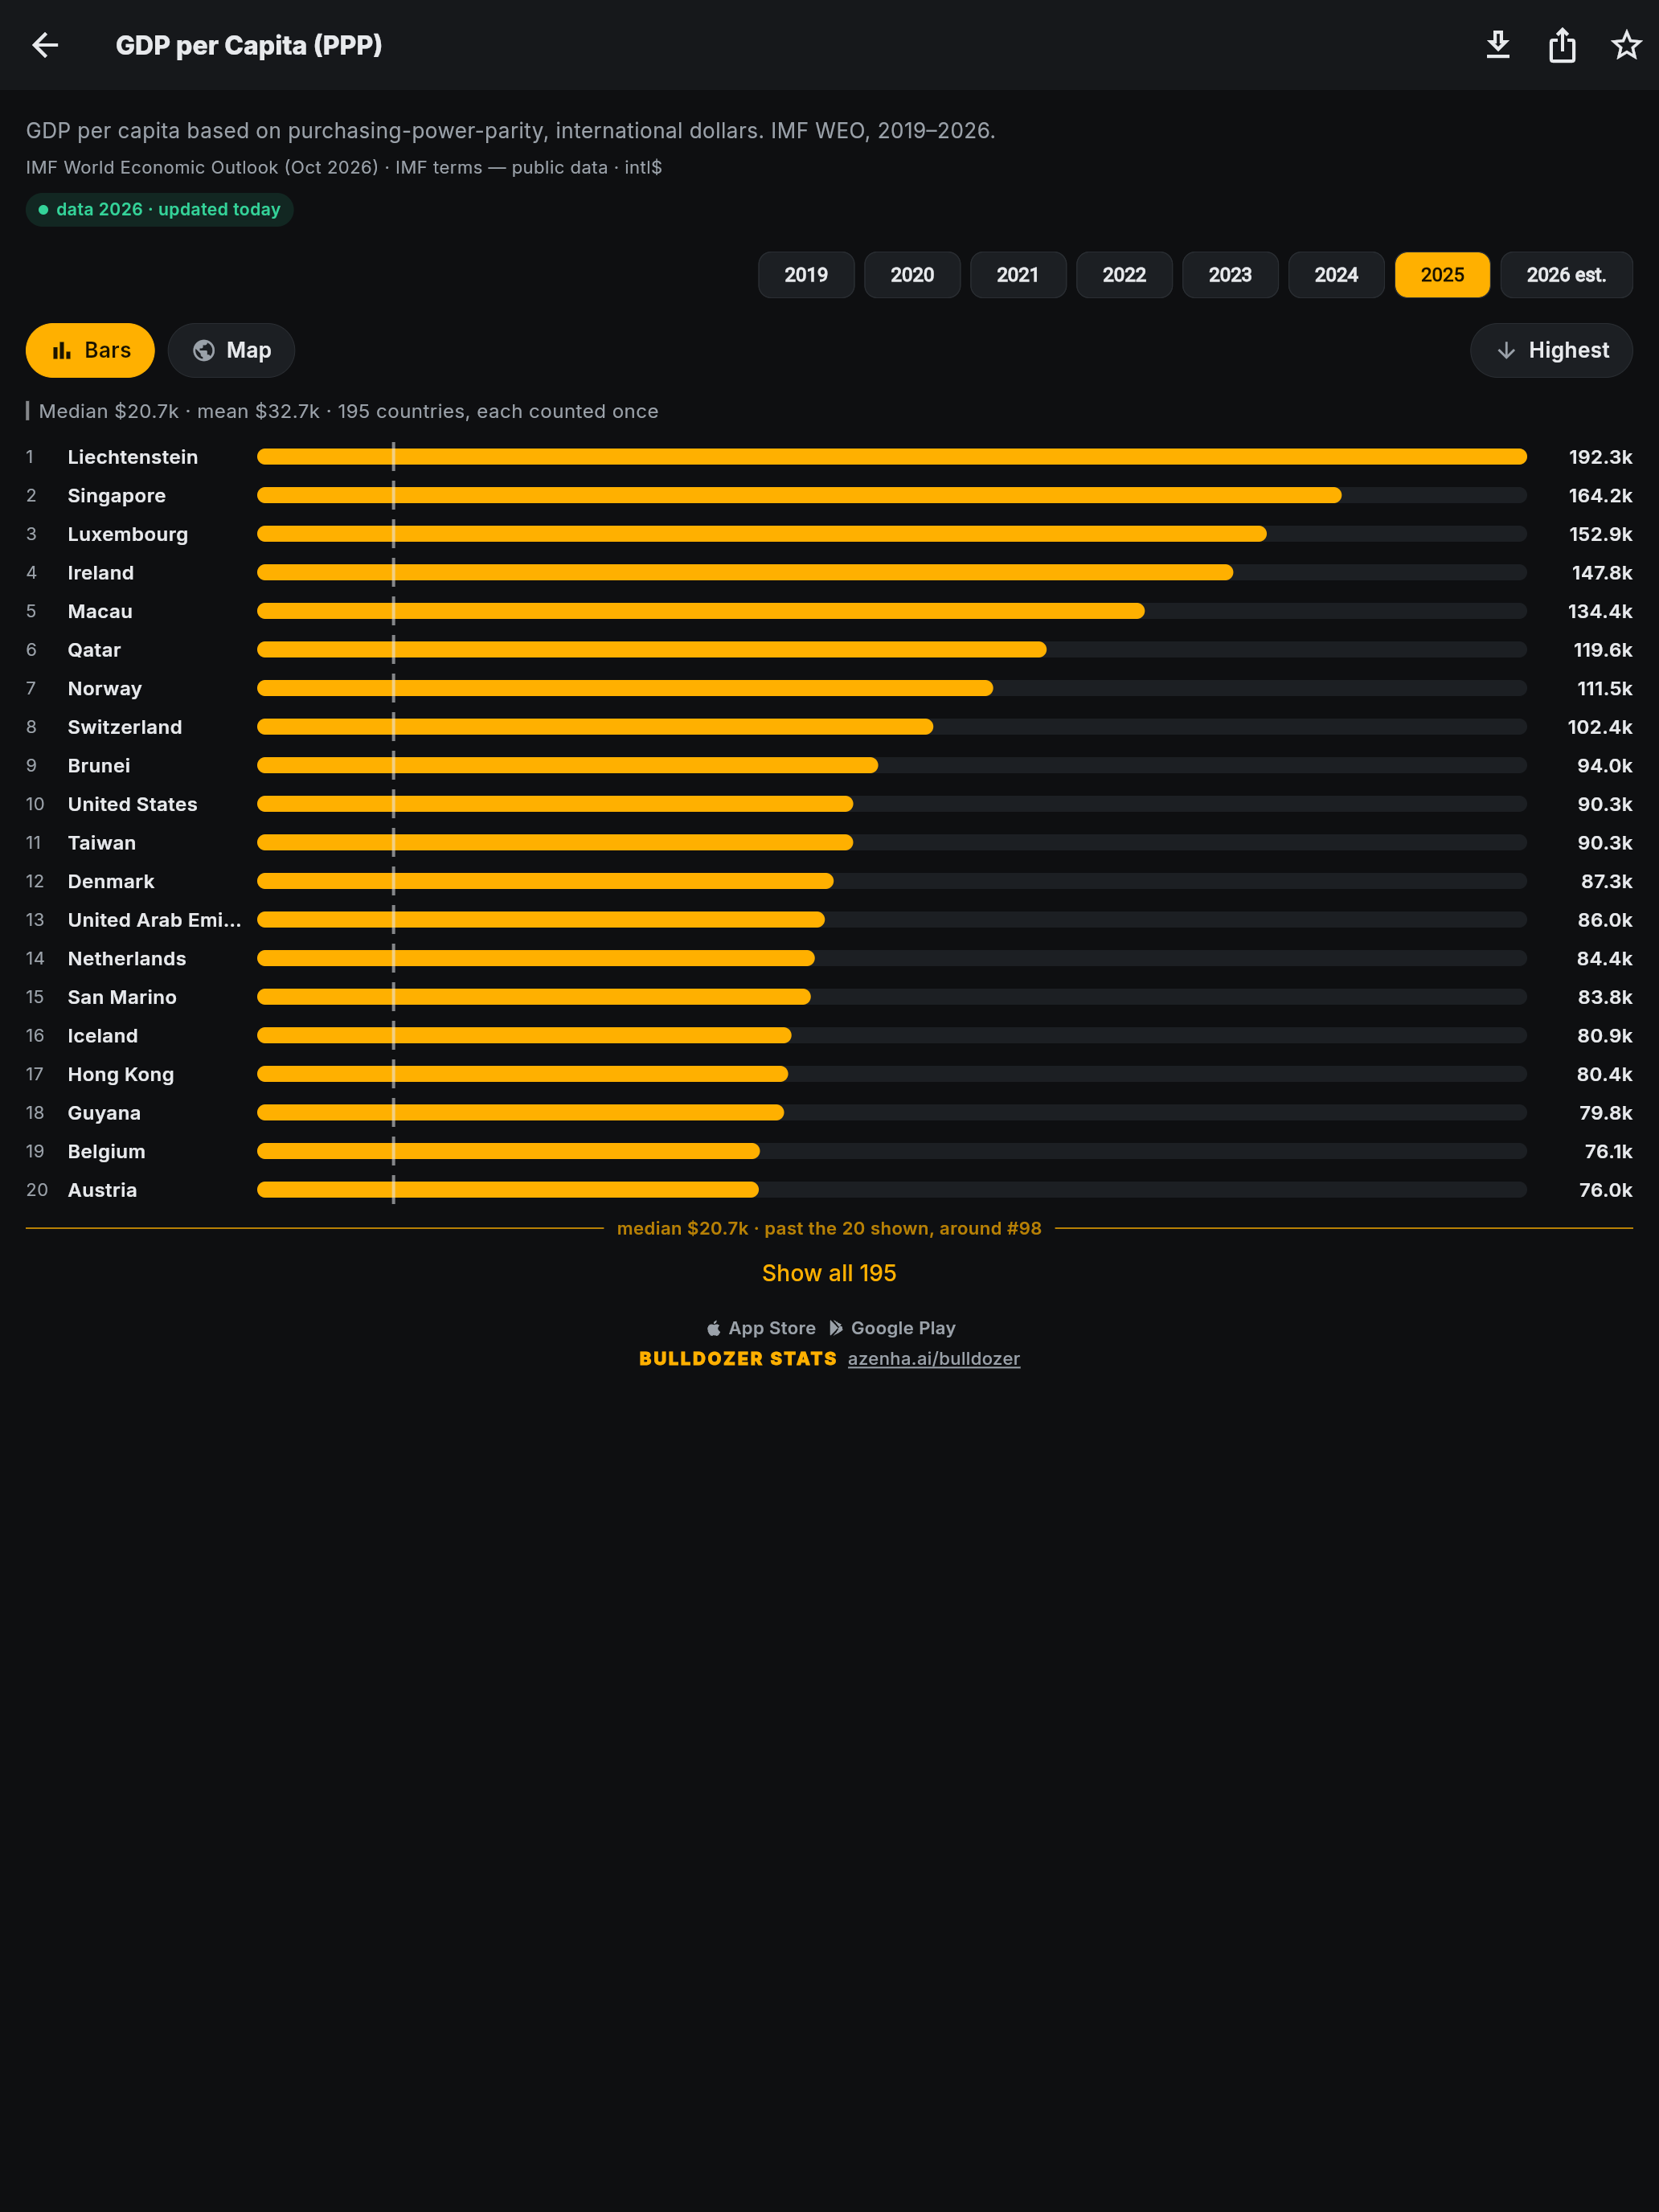 GDP per Capita (PPP)
GDP per capita based on purchasing-power-parity, international dollars. IMF WEO, 2019–2026.
IMF World Economic Outlook (Oct 2026) · IMF terms — public data · intl$
data 2026 · updated today
2019 2020 2021 2022 2023 2024 2025 2026 est.
Bars Map Highest
Median $20.7k · mean $32.7k · 195 countries, each counted once
1 Liechtenstein 192.3k
2 Singapore 164.2k
3 Luxembourg 152.9k
4 Ireland 147.8k
5 Macau 134.4k
6 Qatar 119.6k
7 Norway 111.5k
8 Switzerland 102.4k
9 Brunei 94.0k
10 United States 90.3k
11 Taiwan 90.3k
12 Denmark 87.3k
13 United Arab Emi... 86.0k
14 Netherlands 84.4k
15 San Marino 83.8k
16 Iceland 80.9k
17 Hong Kong 80.4k
18 Guyana 79.8k
19 Belgium 76.1k
20 Austria 76.0k
median $20.7k · past the 20 shown, around #98
Show all 195
App Store Google Play
BULLDOZER STATS azenha.ai/bulldozer